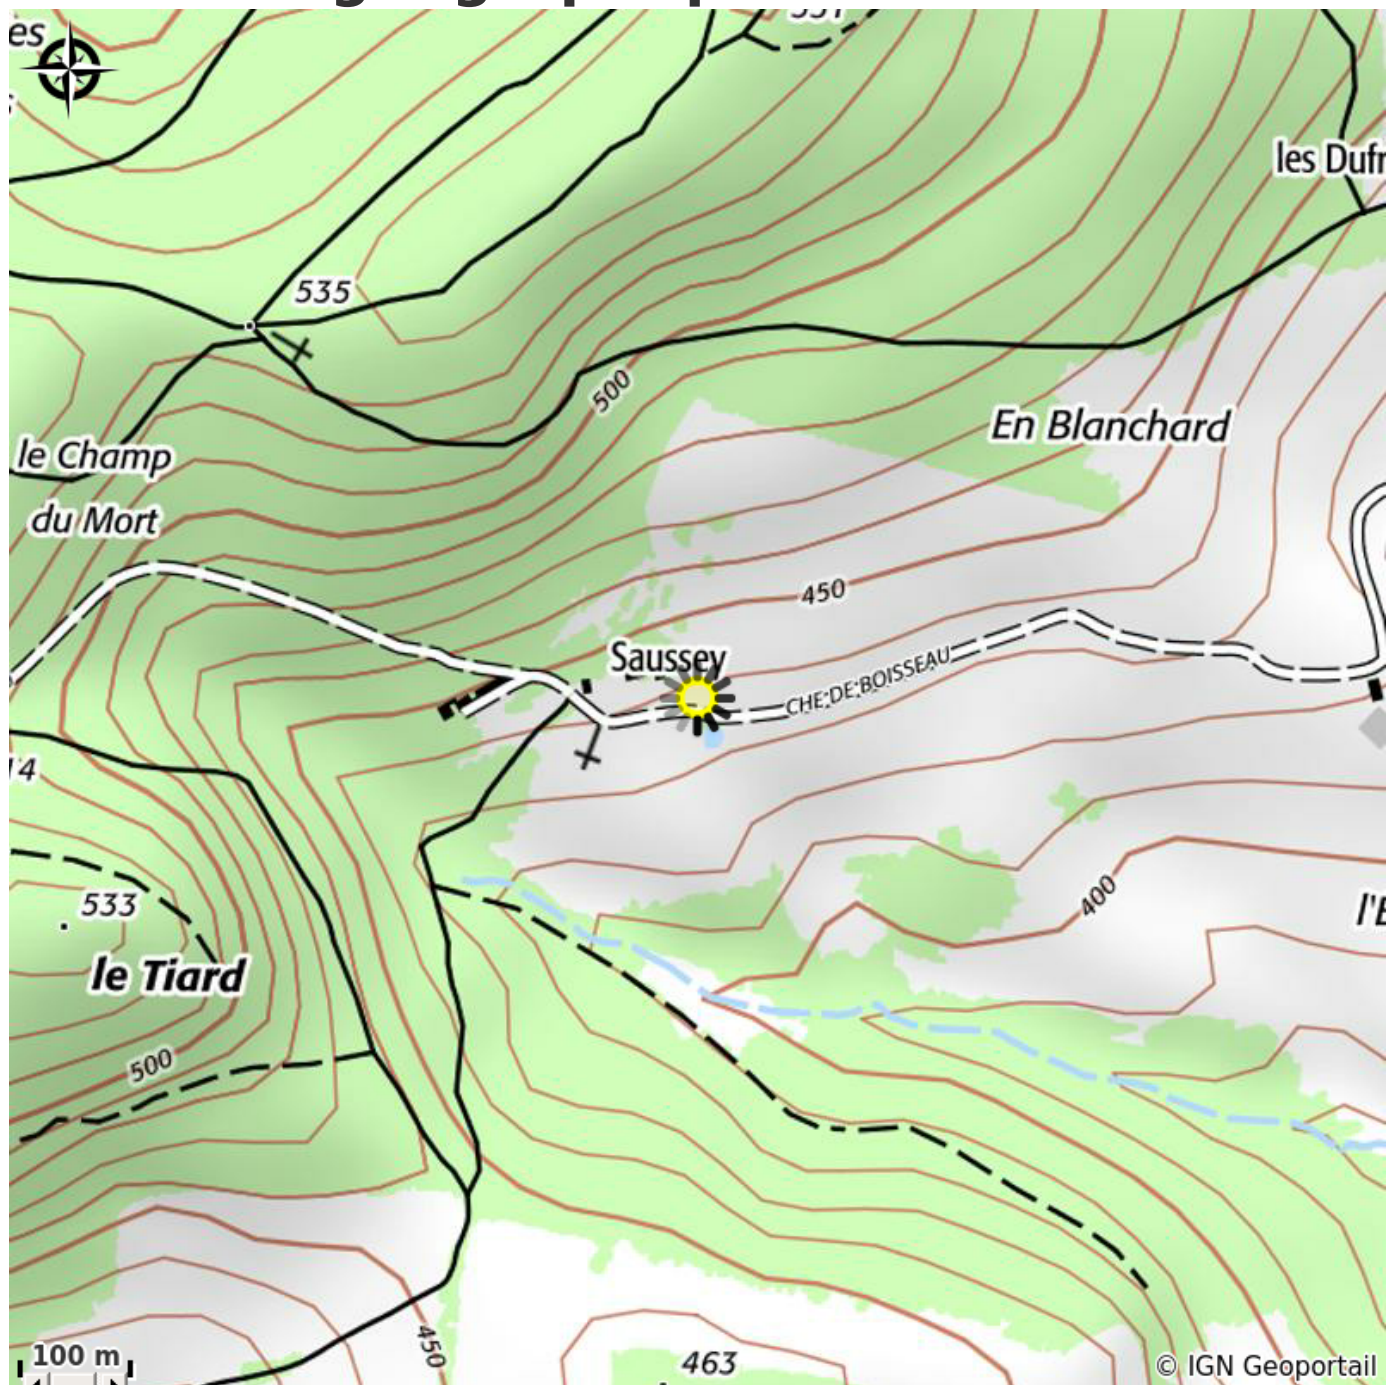 ès
les Dufr
535
500
En Blanchard
le Champ
du Mort
450
Saussey
CHE DE BOISSEAU
400
533
le Tiard
500
450
463
100 m
© IGN Geoportail